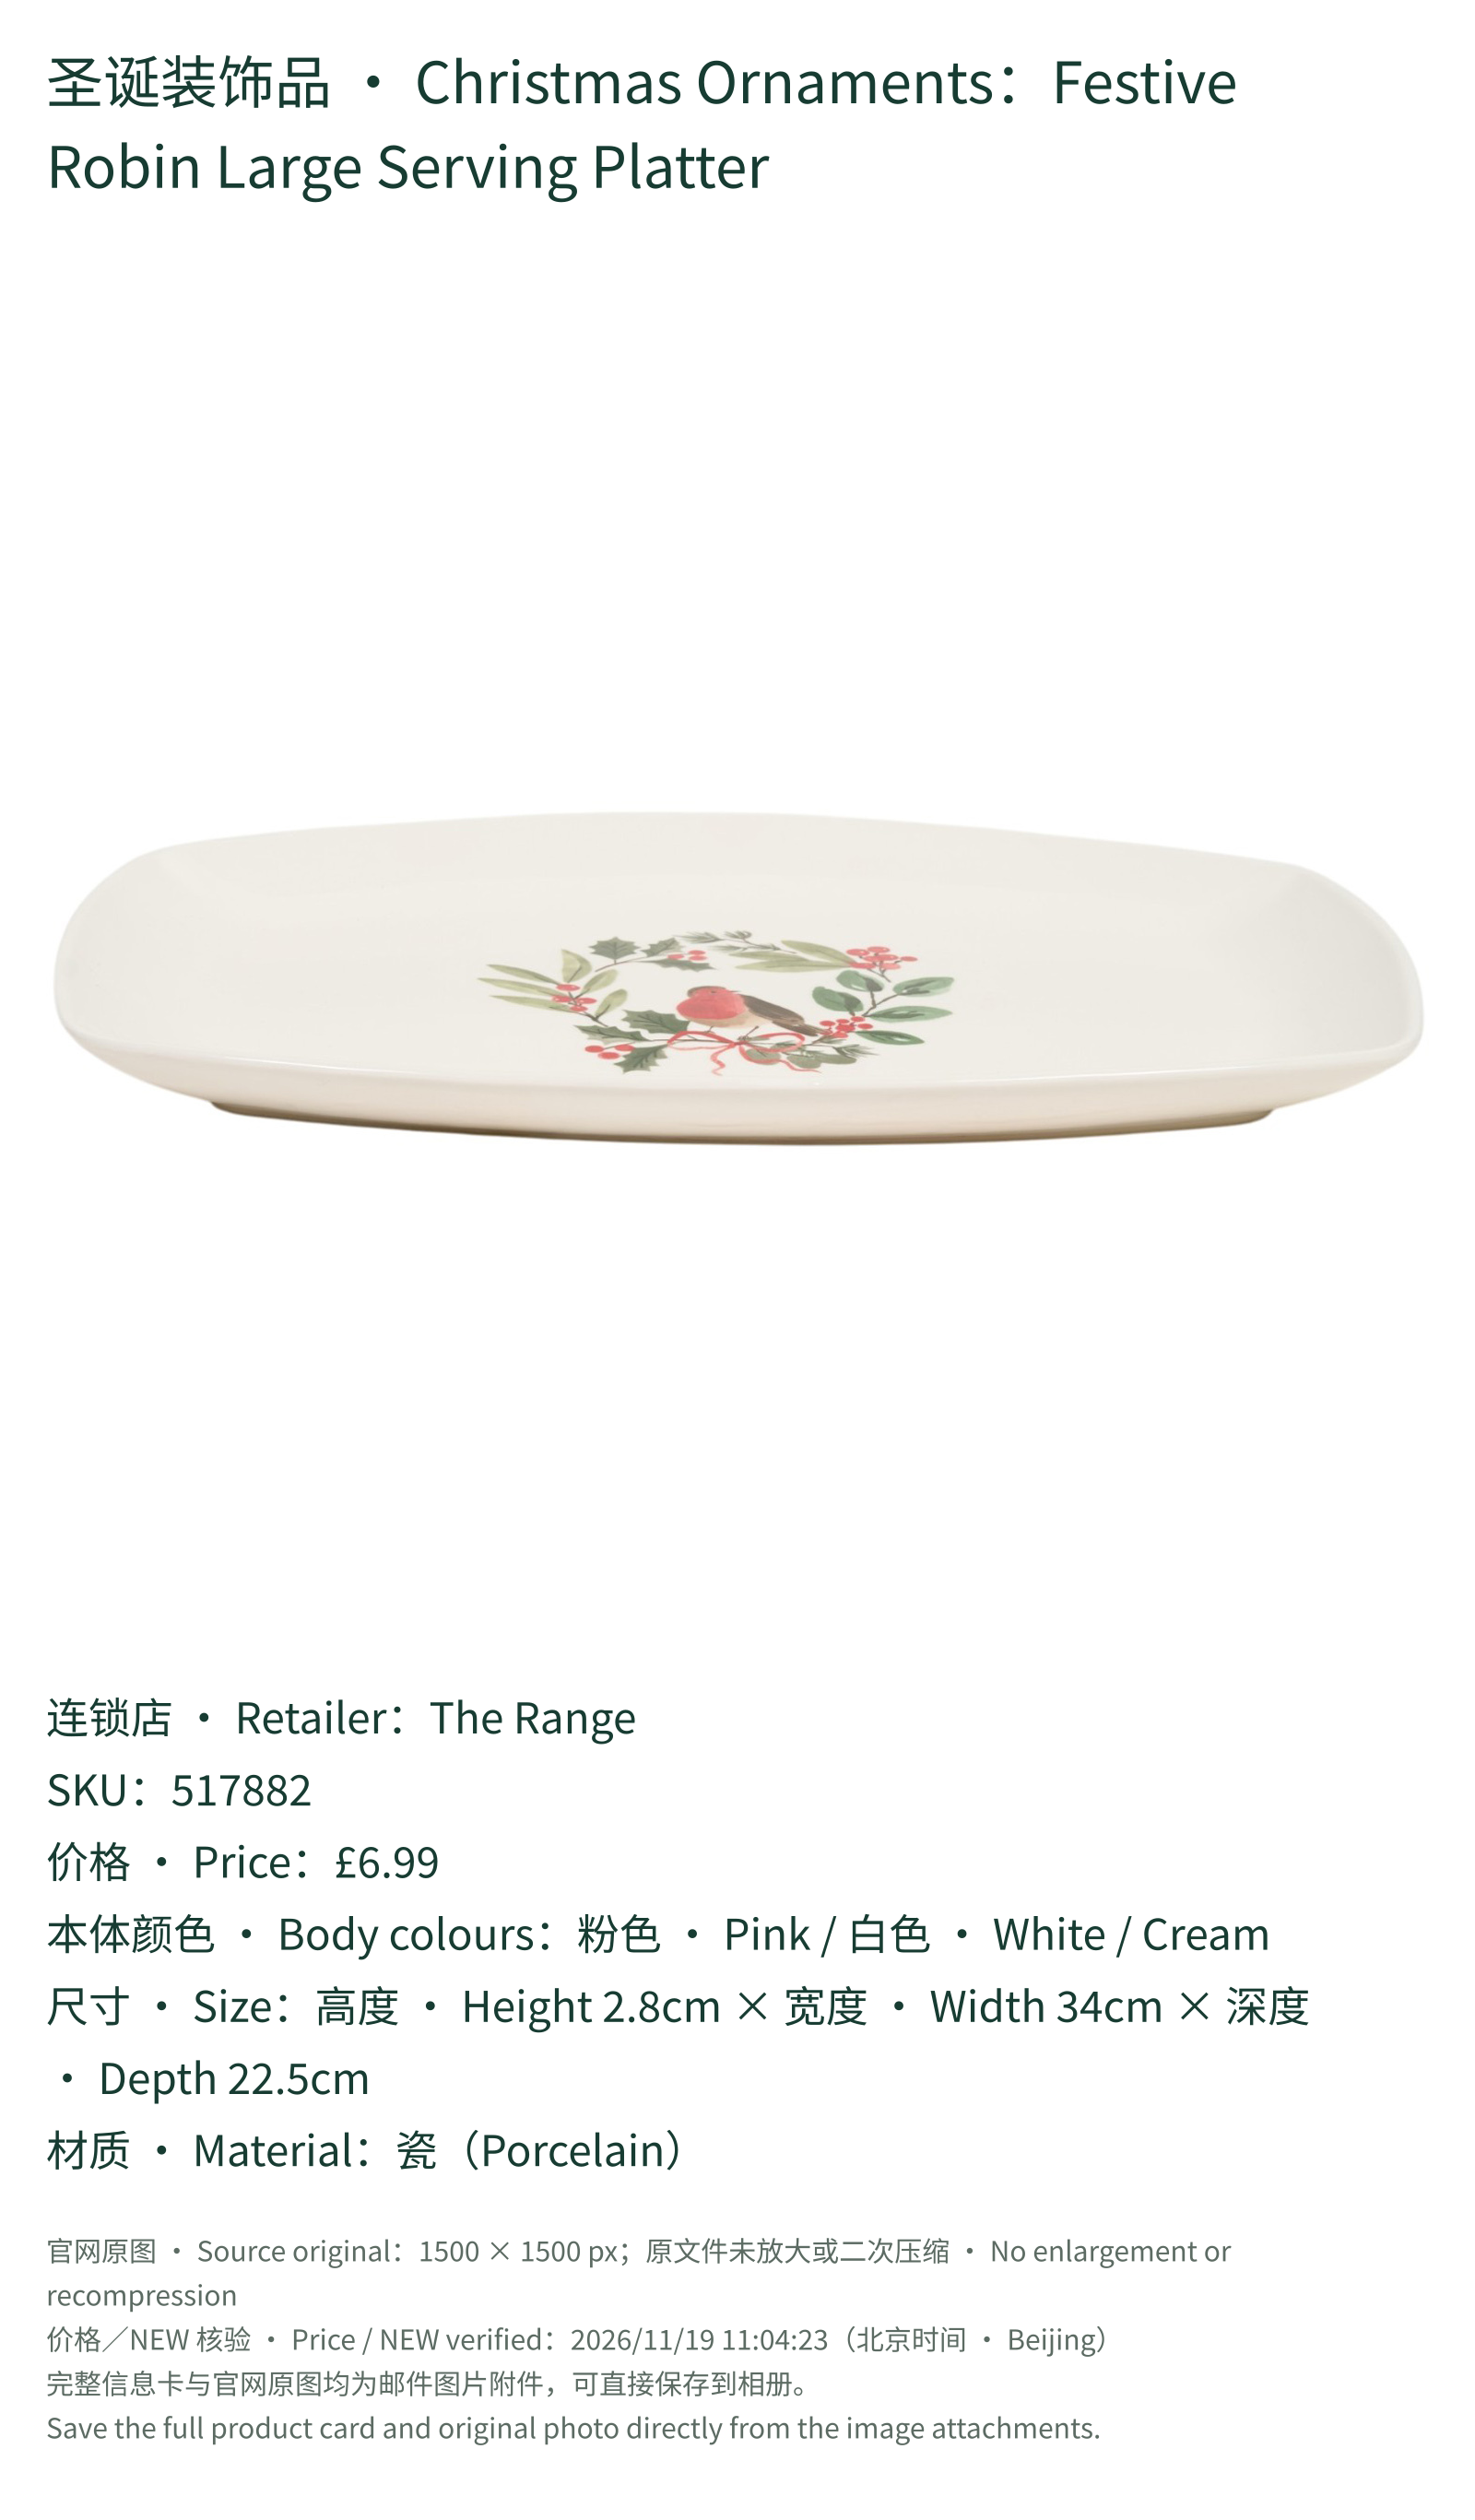 圣诞装饰品 · Christmas Ornaments：Festive
Robin Large Serving Platter
连锁店 · Retailer：The Range
SKU：517882
价格 · Price：£6.99
本体颜色 · Body colours：粉色 · Pink / 白色 · White / Cream
尺寸 · Size：高度 · Height 2.8cm × 宽度 · Width 34cm × 深度
· Depth 22.5cm
材质 · Material：瓷（Porcelain）
官网原图 · Source original：1500 × 1500 px；原文件未放大或二次压缩 · No enlargement or
recompression
价格／NEW 核验 · Price / NEW verified：2026/11/19 11:04:23（北京时间 · Beijing）
完整信息卡与官网原图均为邮件图片附件，可直接保存到相册。
Save the full product card and original photo directly from the image attachments.